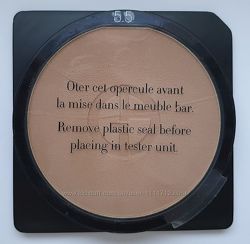 5.5
Ôter cet opercule avant
la mise dans le meuble bar.
Remove plastic seal before
placing in tester unit.